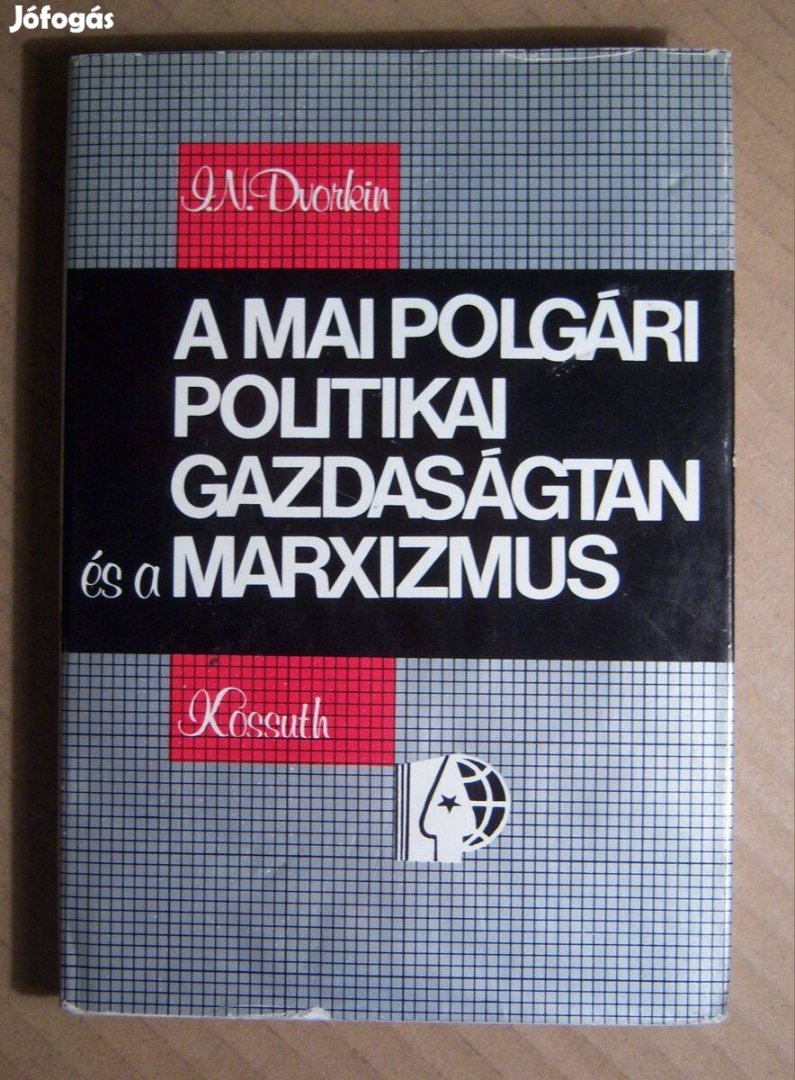 Jófogás
I.N. Dvorkin
A MAI POLGÁRI
POLITIKAI
GAZDASÁGTAN
és a MARXIZMUS
Kossuth